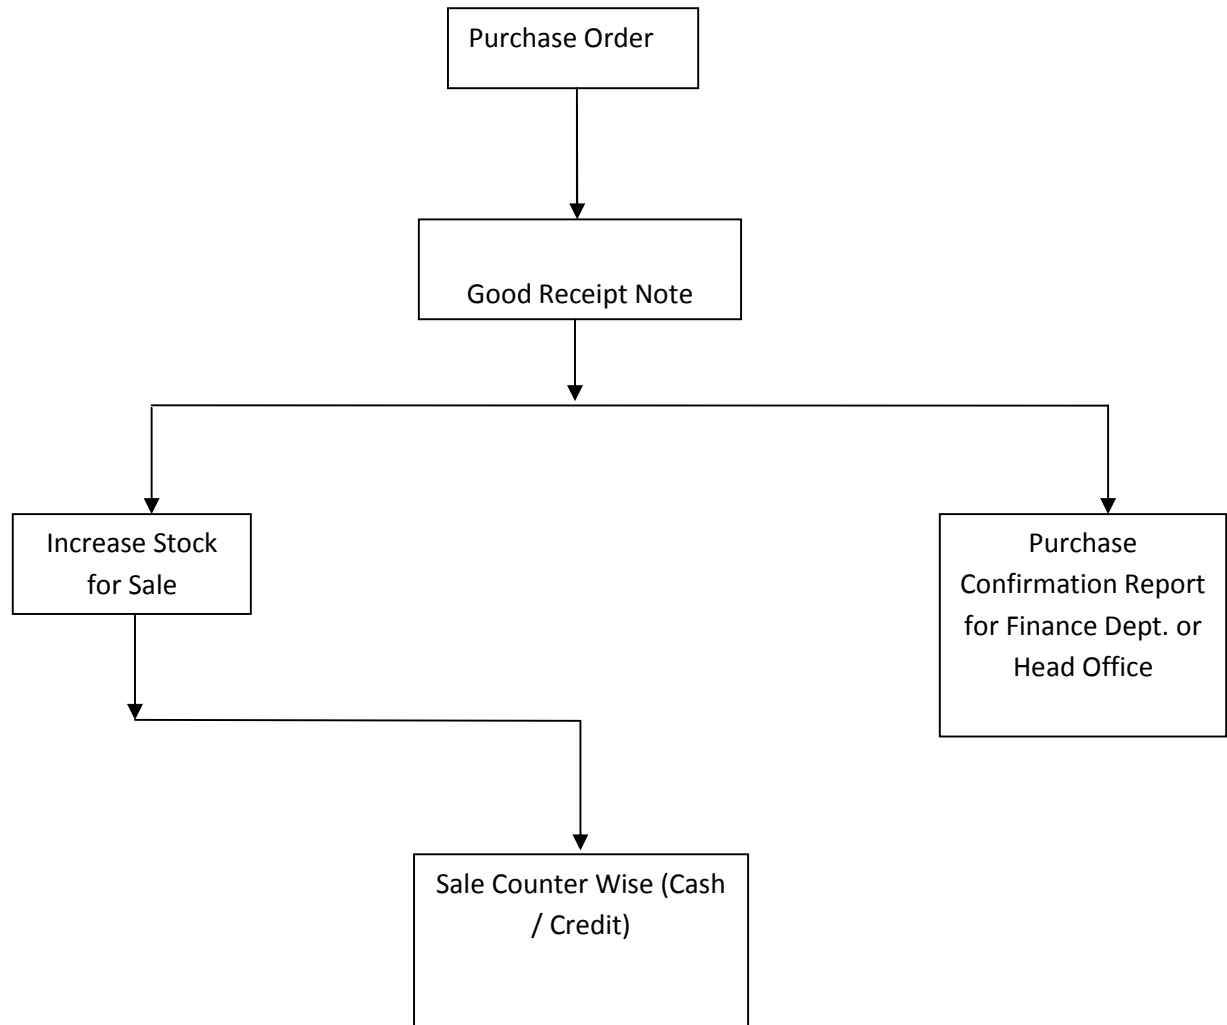 Purchase Order
Good Receipt Note
Increase Stock
for Sale
Purchase
Confirmation Report
for Finance Dept. or
Head Office
Sale Counter Wise (Cash
/ Credit)